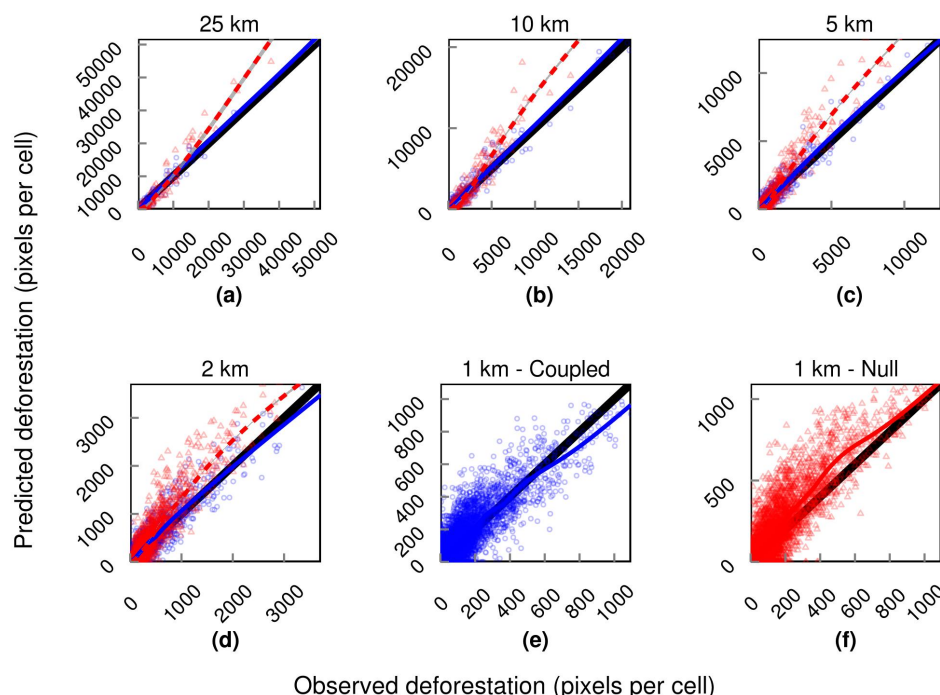 25 km
10 km
5 km
Predicted deforestation (pixels per cell)
0 10000 20000 30000 40000 50000
0 10000 20000 30000 40000 50000
(a)
0 10000 20000
0 5000 10000 15000 20000
(b)
0 5000 10000
0 5000 10000
(c)
2 km
1 km - Coupled
1 km - Null
0 1000 2000 3000
0 1000 2000 3000
(d)
0 200 400 600 800 1000
0 200 400 600 800 1000
(e)
0 500 1000
0 200 400 600 800 1000
(f)
Observed deforestation (pixels per cell)